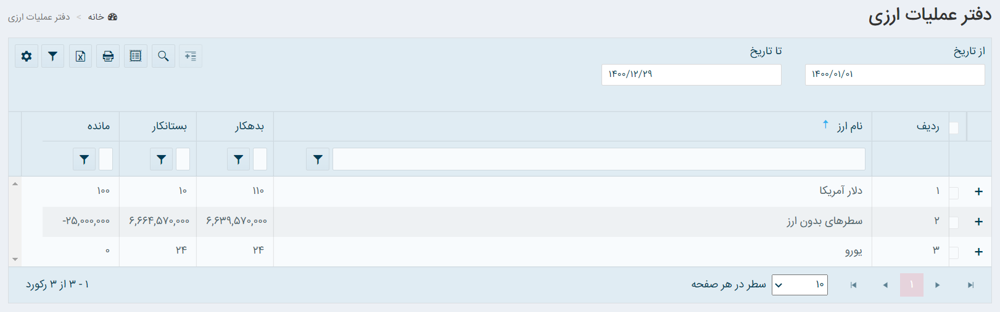 دفتر عملیات ارزی
خانه > دفتر عملیات ارزی
از تاریخ
۱۴۰۰/۰۱/۰۱
تا تاریخ
۱۴۰۰/۱۲/۲۹
ردیف نام ارز بدهکار بستانکار مانده
۱ دلار آمریکا ۱۱۰ ۱۰ ۱۰۰
۲ سطرهای بدون ارز ۶,۶۳۹,۵۷۰,۰۰۰ ۶,۶۶۴,۵۷۰,۰۰۰ -۲۵,۰۰۰,۰۰۰
۳ یورو ۲۴ ۲۴ ۰
۱ ۱۰ سطر در هر صفحه ۱ - ۳ از ۳ رکورد